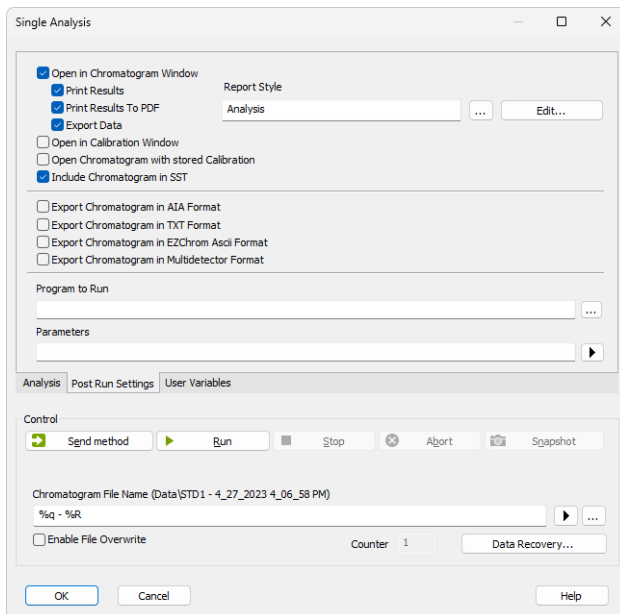 Single Analysis
Open in Chromatogram Window
Print Results
Report Style
Print Results To PDF
Analysis
...
Edit...
Export Data
Open in Calibration Window
Open Chromatogram with stored Calibration
Include Chromatogram in SST
Export Chromatogram in AIA Format
Export Chromatogram in TXT Format
Export Chromatogram in EZChrom Ascii Format
Export Chromatogram in Multidetector Format
Program to Run
...
Parameters
Analysis Post Run Settings User Variables
Control
Send method Run Stop Abort Snapshot
Chromatogram File Name (Data\STD1 - 4_27_2023 4_06_58 PM)
%q - %R
...
Enable File Overwrite Counter 1 Data Recovery...
OK Cancel Help